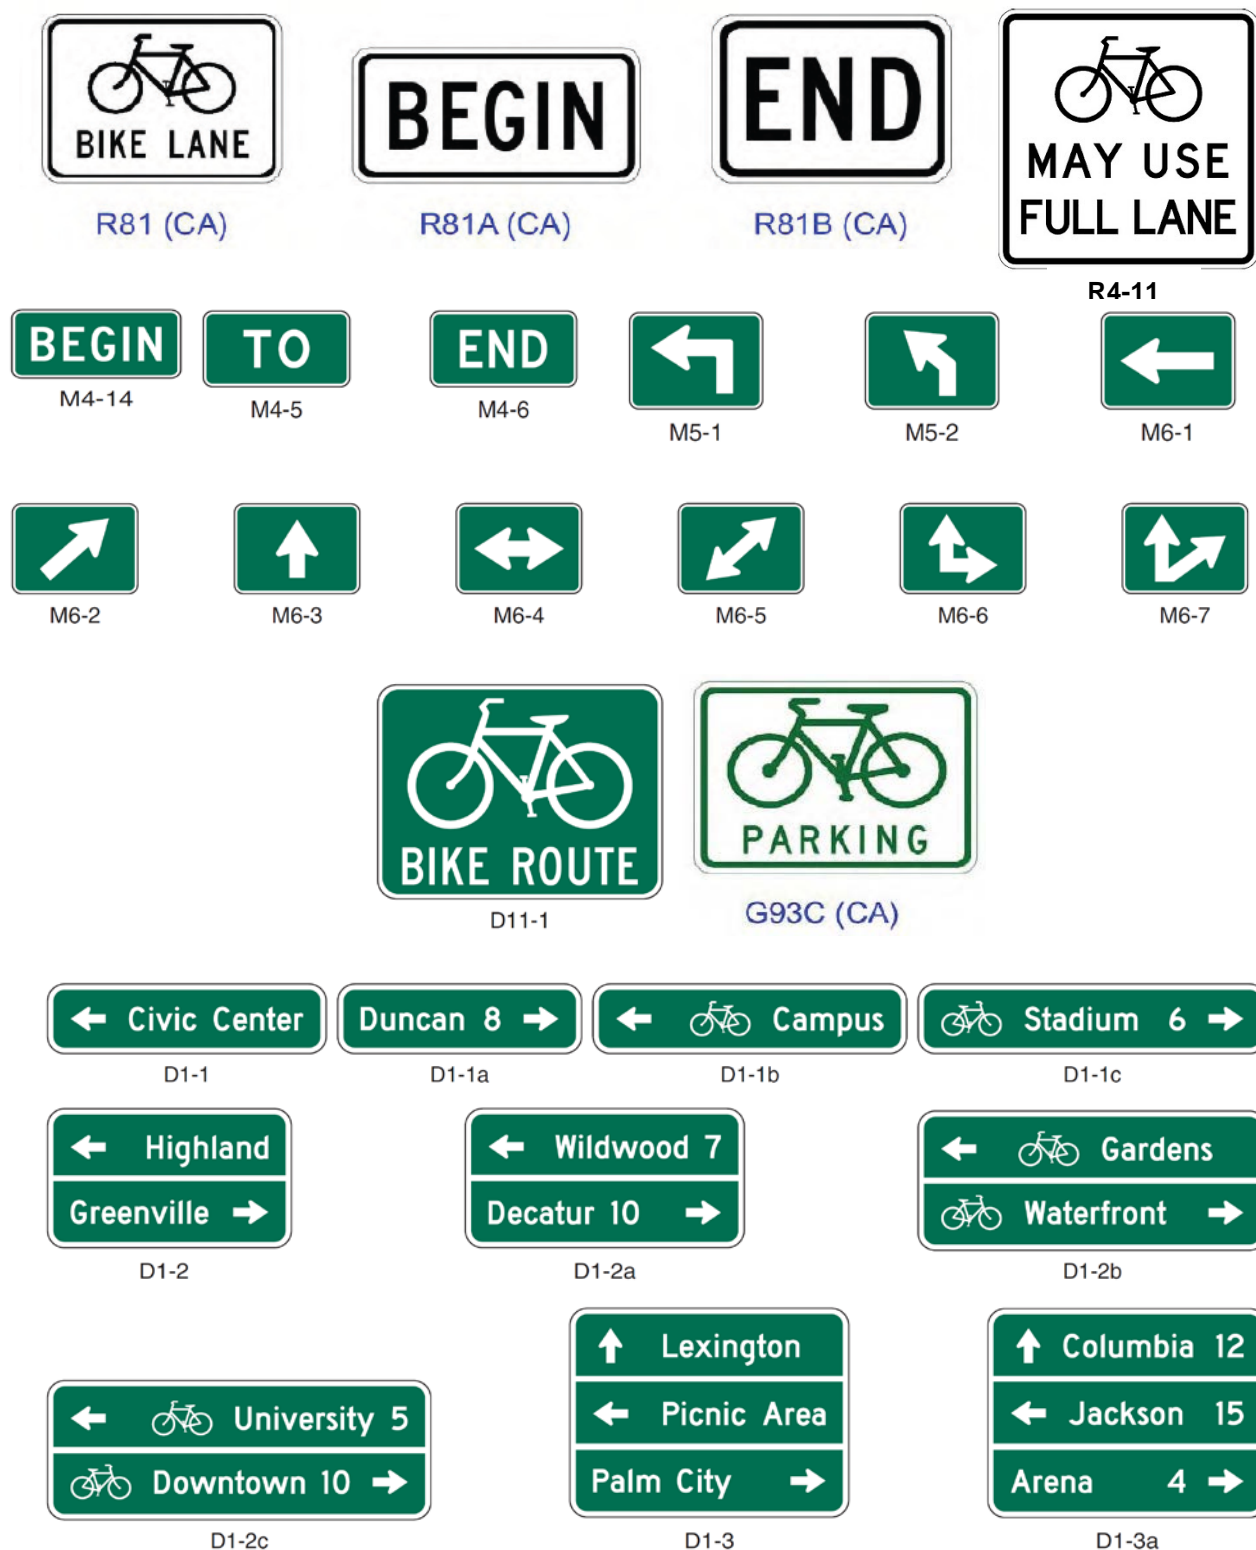 BIKE LANE
R81 (CA)
BEGIN
R81A (CA)
END
R81B (CA)
MAY USE
FULL LANE
R4-11
BEGIN
M4-14
TO
M4-5
END
M4-6
M5-1
M5-2
M6-1
M6-2
M6-3
M6-4
M6-5
M6-6
M6-7
BIKE ROUTE
D11-1
PARKING
G93C (CA)
Civic Center
D1-1
Duncan 8
D1-1a
Campus
D1-1b
Stadium 6
D1-1c
Highland
Greenville
D1-2
Wildwood 7
Decatur 10
D1-2a
Gardens
Waterfront
D1-2b
University 5
Downtown 10
D1-2c
Lexington
Picnic Area
Palm City
D1-3
Columbia 12
Jackson 15
Arena 4
D1-3a